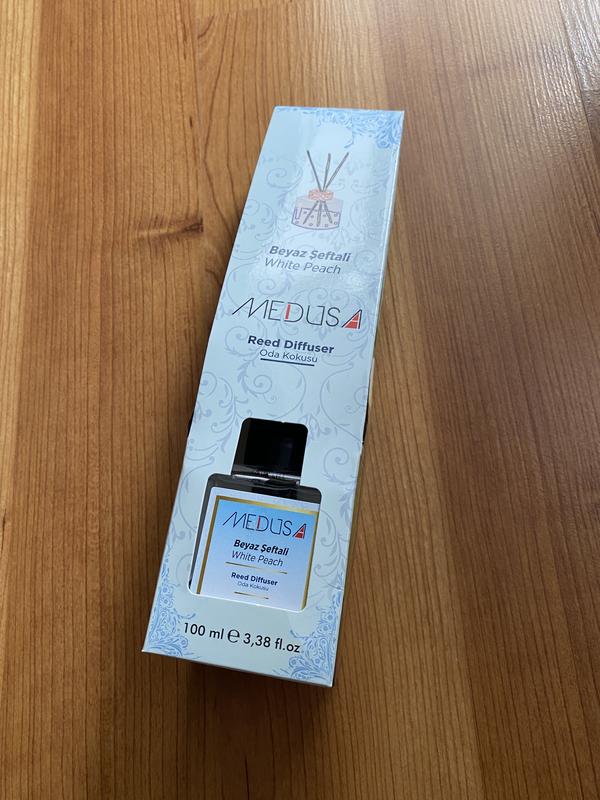 Beyaz Şeftali
White Peach
MEDUSA
Reed Diffuser
Oda Kokusu
MEDUSA
Beyaz Şeftali
White Peach
Reed Diffuser
Oda Kokusu
100 ml ℮ 3,38 fl.oz